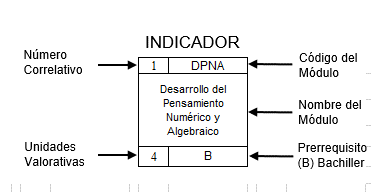 INDICADOR
Número
Correlativo
1 DPNA
Código del
Módulo
Desarrollo del
Pensamiento
Numérico y
Algebraico
Nombre del
Módulo
Unidades
Valorativas
4 B
Prerrequisito
(B) Bachiller